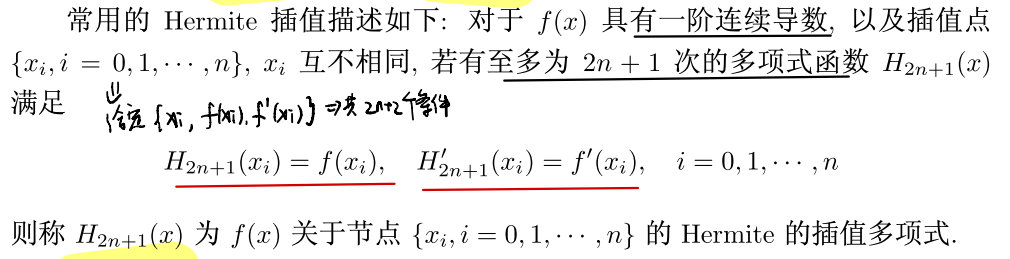 常用的 Hermite 插值描述如下: 对于 f(x) 具有一阶连续导数, 以及插值点
{x_i, i = 0, 1, ⋯ , n}, x_i 互不相同, 若有至多为 2n + 1 次的多项式函数 H_{2n+1}(x)
满足
⇓
给定 {x_i, f(x_i), f'(x_i)} ⇒ 共 2n+2 个条件
H_{2n+1}(x_i) = f(x_i), H'_{2n+1}(x_i) = f'(x_i), i = 0, 1, ⋯ , n
则称 H_{2n+1}(x) 为 f(x) 关于节点 {x_i, i = 0, 1, ⋯ , n} 的 Hermite 的插值多项式.